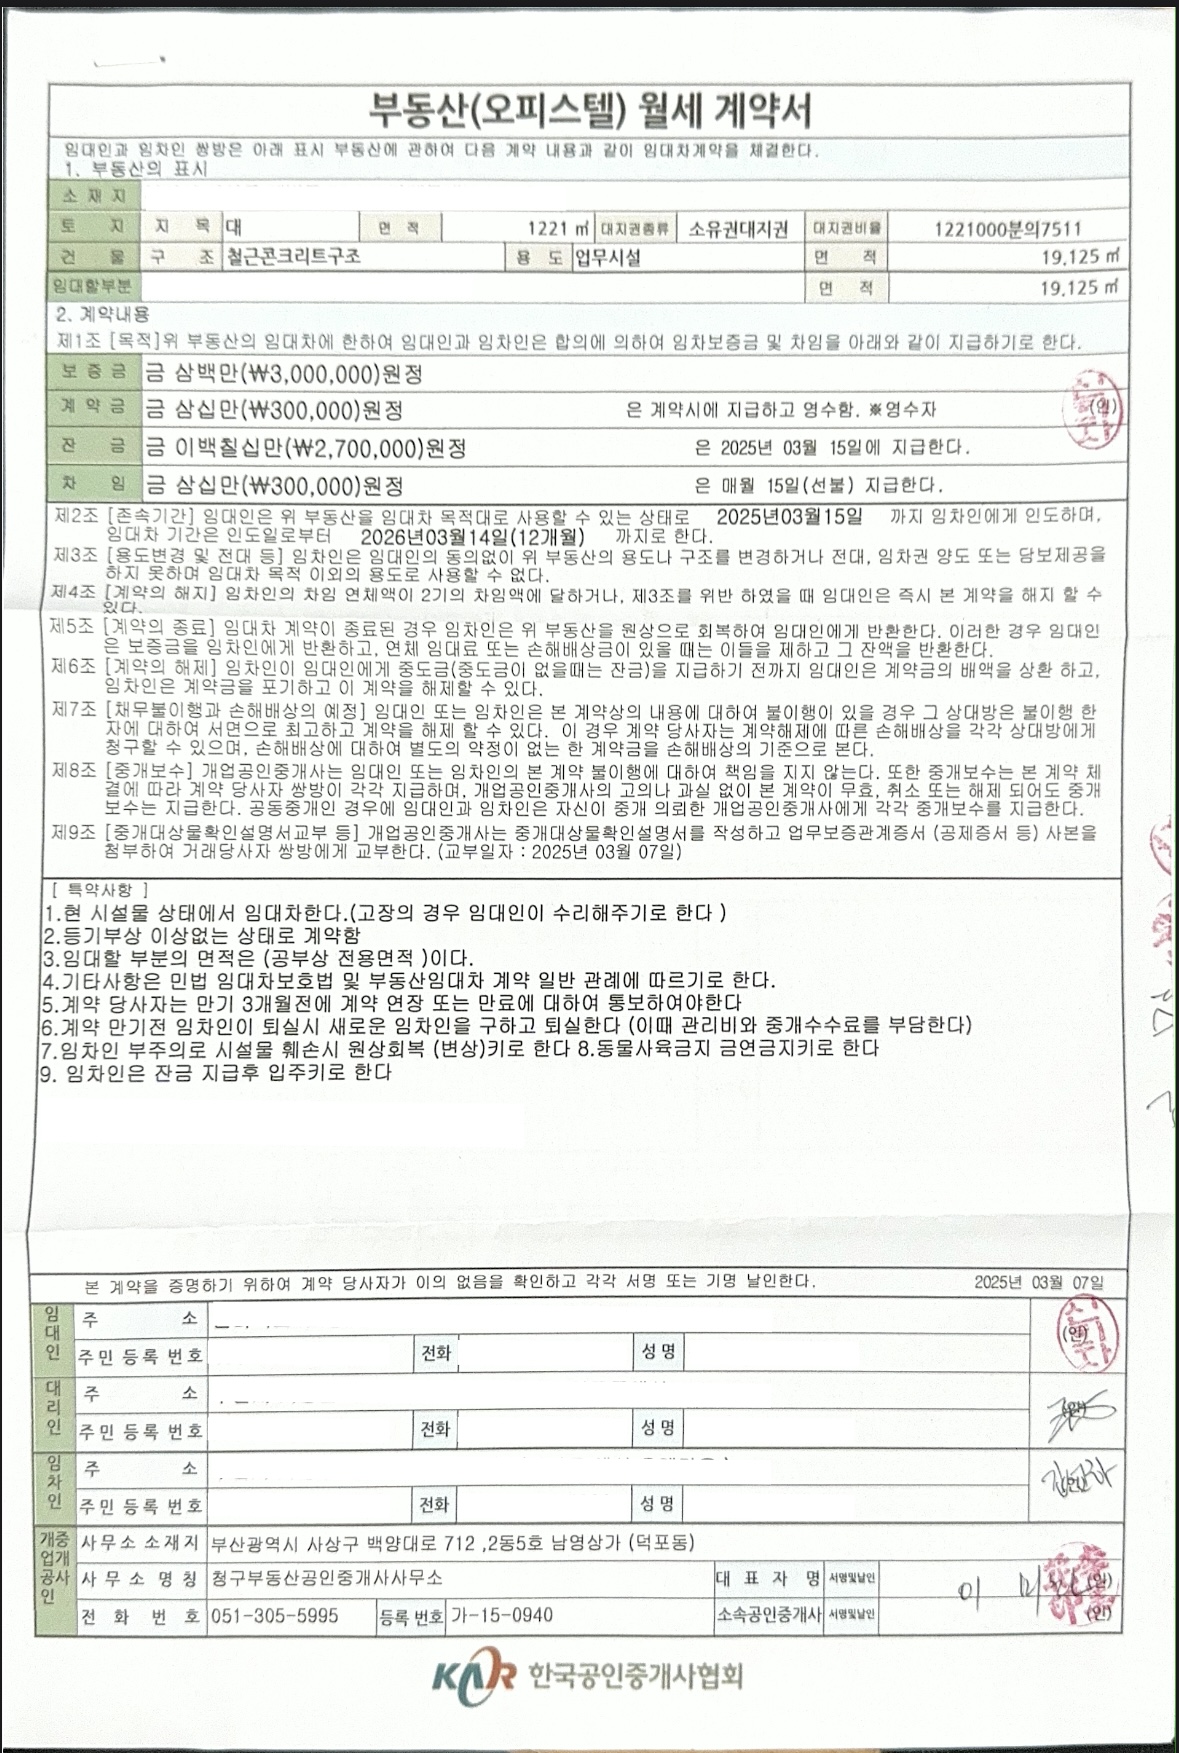 부동산(오피스텔) 월세 계약서
임대인과 임차인 쌍방은 아래 표시 부동산에 관하여 다음 계약 내용과 같이 임대차계약을 체결한다.
1. 부동산의 표시
소 재 지
토 지 지 목 대 면 적 1221 ㎡ 대지권종류 소유권대지권 대지권비율 1221000분의7511
건 물 구 조 철근콘크리트구조 용 도 업무시설 면 적 19,125 ㎡
임대할부분 면 적 19,125 ㎡
2. 계약내용
제1조 [목적]위 부동산의 임대차에 한하여 임대인과 임차인은 합의에 의하여 임차보증금 및 차임을 아래와 같이 지급하기로 한다.
보 증 금 금 삼백만(₩3,000,000)원정
계 약 금 금 삼십만(₩300,000)원정 은 계약시에 지급하고 영수함. ※영수자 (인)
잔 금 금 이백칠십만(₩2,700,000)원정 은 2025년 03월 15일에 지급한다.
차 임 금 삼십만(₩300,000)원정 은 매월 15일(선불) 지급한다.
제2조 [존속기간] 임대인은 위 부동산을 임대차 목적대로 사용할 수 있는 상태로 2025년03월15일 까지 임차인에게 인도하며,
임대차 기간은 인도일로부터 2026년03월14일(12개월) 까지로 한다.
제3조 [용도변경 및 전대 등] 임차인은 임대인의 동의없이 위 부동산의 용도나 구조를 변경하거나 전대, 임차권 양도 또는 담보제공을
하지 못하며 임대차 목적 이외의 용도로 사용할 수 없다.
제4조 [계약의 해지] 임차인의 차임 연체액이 2기의 차임액에 달하거나, 제3조를 위반 하였을 때 임대인은 즉시 본 계약을 해지 할 수
있다.
제5조 [계약의 종료] 임대차 계약이 종료된 경우 임차인은 위 부동산을 원상으로 회복하여 임대인에게 반환한다. 이러한 경우 임대인
은 보증금을 임차인에게 반환하고, 연체 임대료 또는 손해배상금이 있을 때는 이들을 제하고 그 잔액을 반환한다.
제6조 [계약의 해제] 임차인이 임대인에게 중도금(중도금이 없을때는 잔금)을 지급하기 전까지 임대인은 계약금의 배액을 상환 하고,
임차인은 계약금을 포기하고 이 계약을 해제할 수 있다.
제7조 [채무불이행과 손해배상의 예정] 임대인 또는 임차인은 본 계약상의 내용에 대하여 불이행이 있을 경우 그 상대방은 불이행 한
자에 대하여 서면으로 최고하고 계약을 해제 할 수 있다. 이 경우 계약 당사자는 계약해제에 따른 손해배상을 각각 상대방에게
청구할 수 있으며, 손해배상에 대하여 별도의 약정이 없는 한 계약금을 손해배상의 기준으로 본다.
제8조 [중개보수] 개업공인중개사는 임대인 또는 임차인의 본 계약 불이행에 대하여 책임을 지지 않는다. 또한 중개보수는 본 계약 체
결에 따라 계약 당사자 쌍방이 각각 지급하며, 개업공인중개사의 고의나 과실 없이 본 계약이 무효, 취소 또는 해제 되어도 중개
보수는 지급한다. 공동중개인 경우에 임대인과 임차인은 자신이 중개 의뢰한 개업공인중개사에게 각각 중개보수를 지급한다.
제9조 [중개대상물확인설명서교부 등] 개업공인중개사는 중개대상물확인설명서를 작성하고 업무보증관계증서 (공제증서 등) 사본을
첨부하여 거래당사자 쌍방에게 교부한다. (교부일자 : 2025년 03월 07일)
[ 특약사항 ]
1.현 시설물 상태에서 임대차한다.(고장의 경우 임대인이 수리해주기로 한다 )
2.등기부상 이상없는 상태로 계약함
3.임대할 부분의 면적은 (공부상 전용면적 )이다.
4.기타사항은 민법 임대차보호법 및 부동산임대차 계약 일반 관례에 따르기로 한다.
5.계약 당사자는 만기 3개월전에 계약 연장 또는 만료에 대하여 통보하여야한다
6.계약 만기전 임차인이 퇴실시 새로운 임차인을 구하고 퇴실한다 (이때 관리비와 중개수수료를 부담한다)
7.임차인 부주의로 시설물 훼손시 원상회복 (변상)키로 한다 8.동물사육금지 금연금지키로 한다
9. 임차인은 잔금 지급후 입주키로 한다
본 계약을 증명하기 위하여 계약 당사자가 이의 없음을 확인하고 각각 서명 또는 기명 날인한다. 2025년 03월 07일
임대인 주 소 (인)
주민 등록 번호 전화 성 명
대리인 주 소
주민 등록 번호 전화 성 명
임차인 주 소
주민 등록 번호 전화 성 명
개업공인중개사 사무소 소재지 부산광역시 사상구 백양대로 712 ,2동5호 남영상가 (덕포동)
사 무 소 명 칭 청구부동산공인중개사사무소 대 표 자 명 서명및날인 이 미 (인)
전 화 번 호 051-305-5995 등록 번호 가-15-0940 소속공인중개사 서명및날인 (인)
KAR 한국공인중개사협회